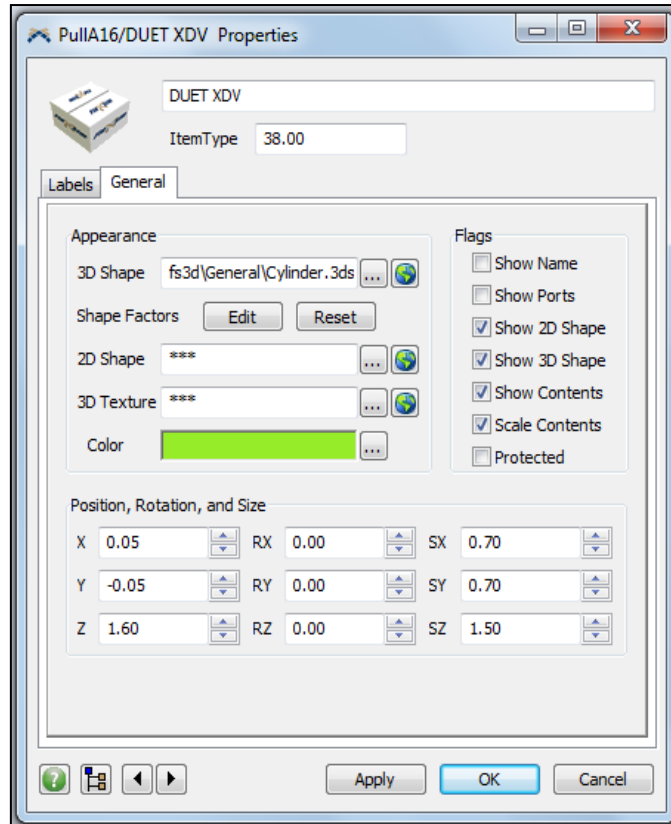 PullA16/DUET XDV Properties
DUET XDV
ItemType 38.00
Labels General
Appearance
3D Shape fs3d\General\Cylinder.3ds ...
Shape Factors Edit Reset
2D Shape *** ...
3D Texture *** ...
Color ...
Flags
Show Name
Show Ports
Show 2D Shape
Show 3D Shape
Show Contents
Scale Contents
Protected
Position, Rotation, and Size
X 0.05 RX 0.00 SX 0.70
Y -0.05 RY 0.00 SY 0.70
Z 1.60 RZ 0.00 SZ 1.50
? Apply OK Cancel